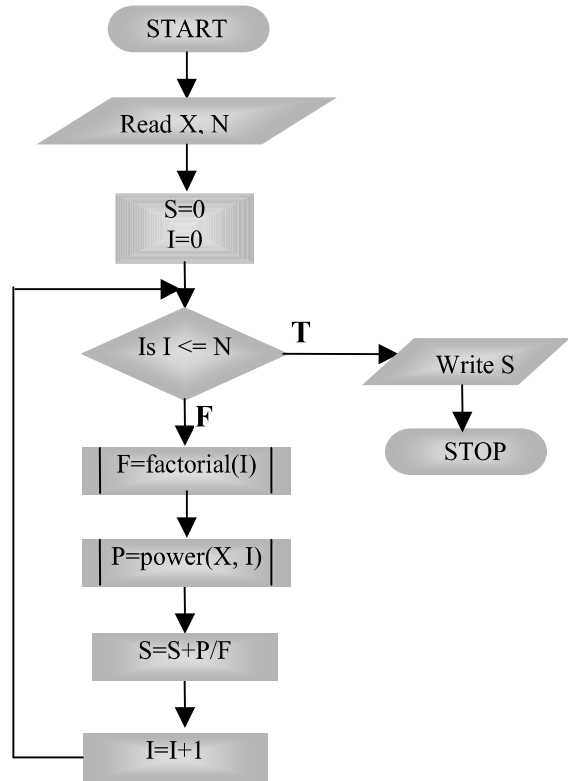 START
Read X, N
S=0
I=0
Is I <= N
T
Write S
F
STOP
F=factorial(I)
P=power(X, I)
S=S+P/F
I=I+1